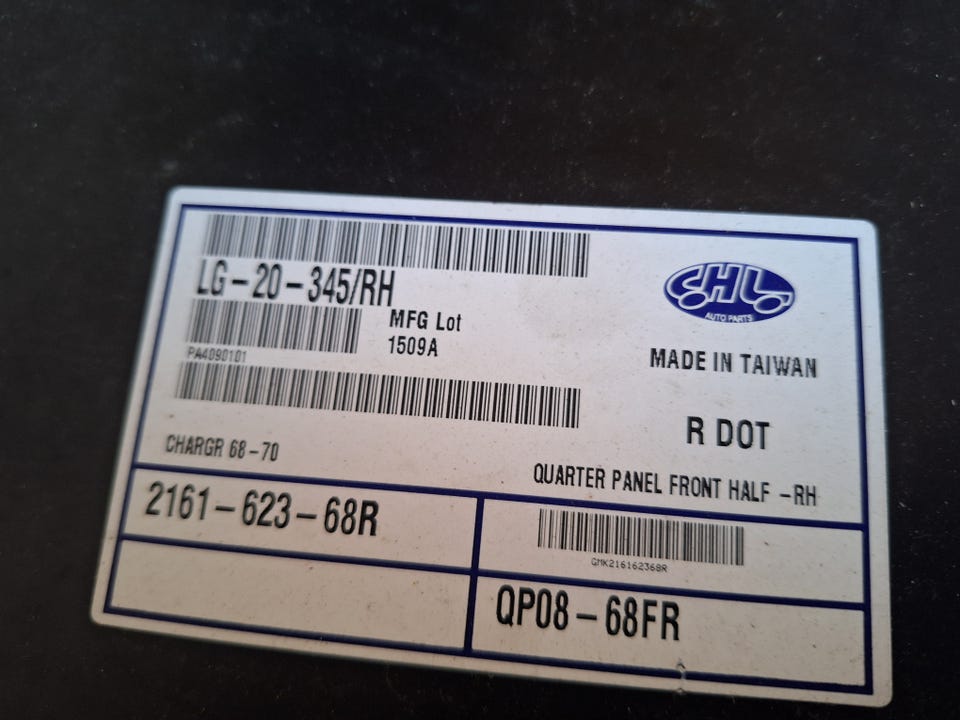 LG-20-345/RH
MFG Lot
1509A
PA4090101
CHL
AUTO PARTS
MADE IN TAIWAN
R DOT
CHARGR 68-70
QUARTER PANEL FRONT HALF -RH
2161-623-68R
GMK216162368R
QP08-68FR